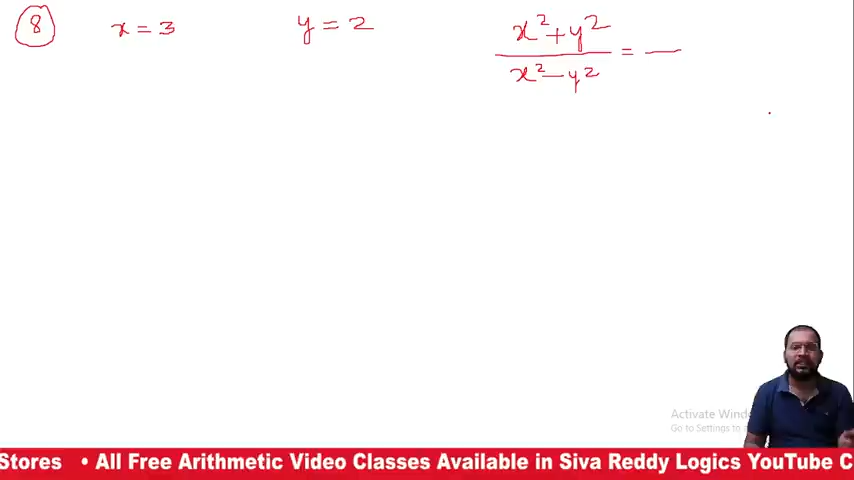 8 x = 3 y = 2 x²+y² / x²-y² = —
Activate Wind
Go to Settings to
Stores • All Free Arithmetic Video Classes Available in Siva Reddy Logics YouTube C